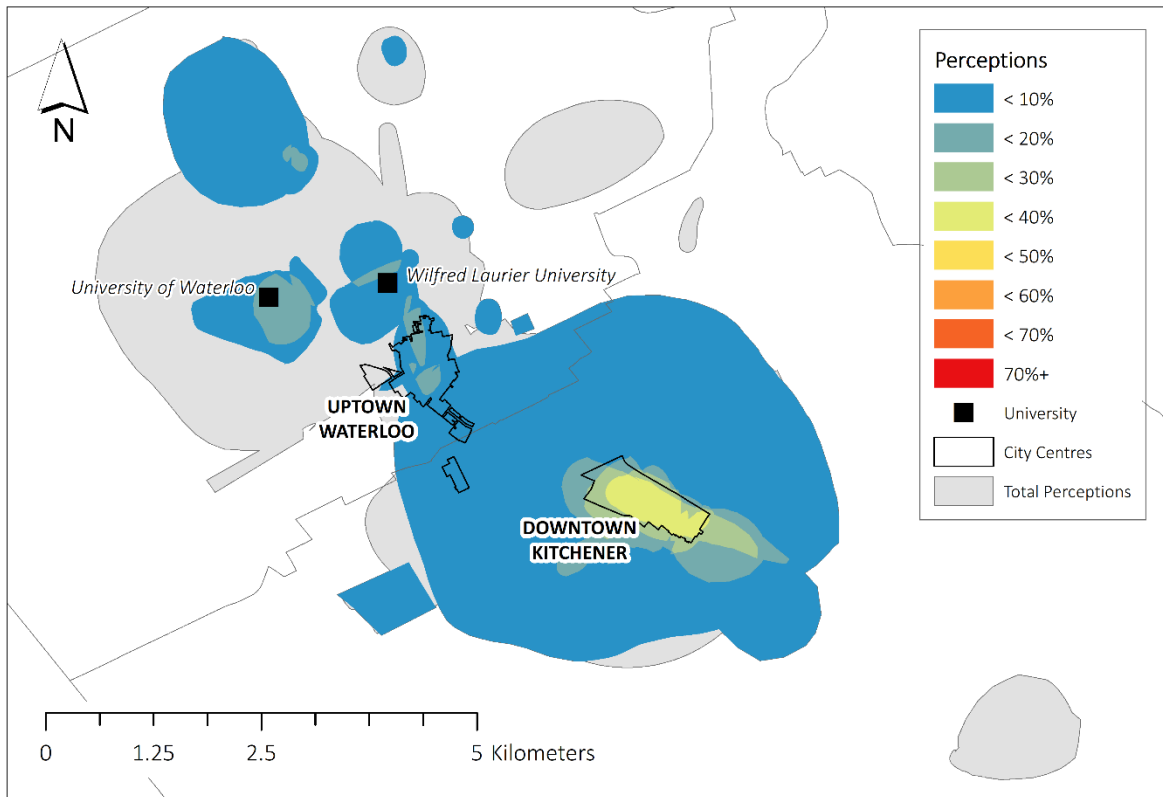 N
University of Waterloo
Wilfred Laurier University
UPTOWN
WATERLOO
DOWNTOWN
KITCHENER
0 1.25 2.5 5 Kilometers
Perceptions
< 10%
< 20%
< 30%
< 40%
< 50%
< 60%
< 70%
70%+
University
City Centres
Total Perceptions